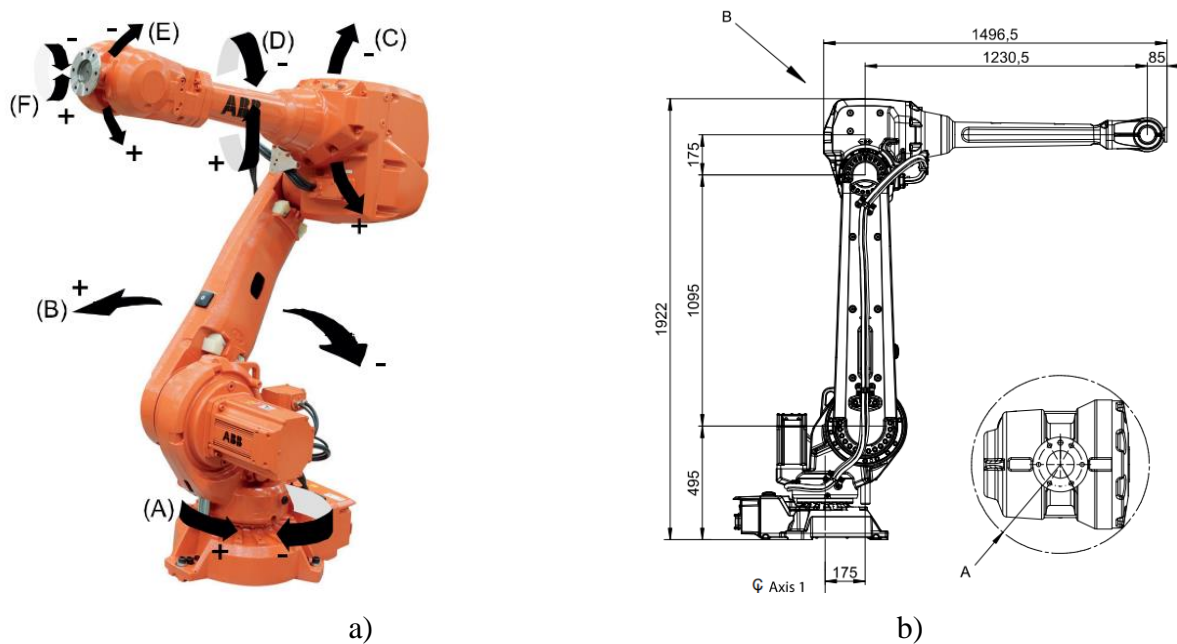 - (E)
- (F)
+
+
(D)
-
+
(C)
-
+
ABB
+
(B)
-
ABB
(A)
+
-
a)
B
1496,5
1230,5
85
175
1095
1922
495
175
℄ Axis 1
A
b)